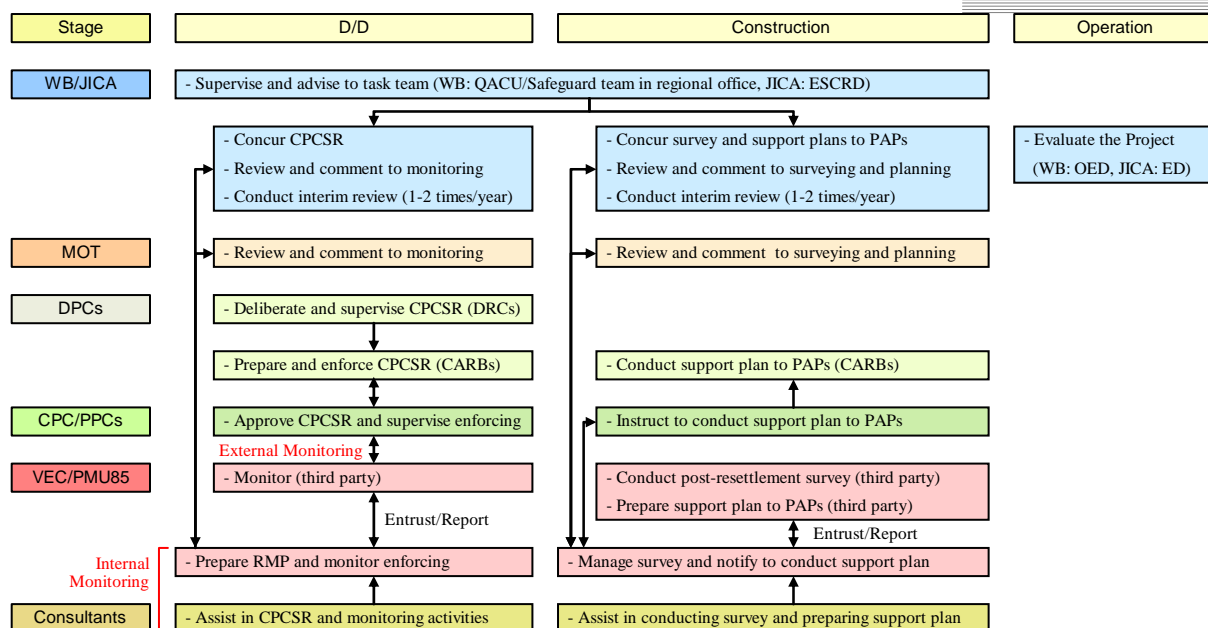 Stage
D/D
Construction
Operation
WB/JICA
- Supervise and advise to task team (WB: QACU/Safeguard team in regional office, JICA: ESCRD)
- Concur CPCSR
- Review and comment to monitoring
- Conduct interim review (1-2 times/year)
- Concur survey and support plans to PAPs
- Review and comment to surveying and planning
- Conduct interim review (1-2 times/year)
- Evaluate the Project
(WB: OED, JICA: ED)
MOT
- Review and comment to monitoring
- Review and comment to surveying and planning
DPCs
- Deliberate and supervise CPCSR (DRCs)
- Prepare and enforce CPCSR (CARBs)
- Conduct support plan to PAPs (CARBs)
CPC/PPCs
- Approve CPCSR and supervise enforcing
- Instruct to conduct support plan to PAPs
External Monitoring
VEC/PMU85
- Monitor (third party)
- Conduct post-resettlement survey (third party)
- Prepare support plan to PAPs (third party)
Entrust/Report
Entrust/Report
Internal
Monitoring
- Prepare RMP and monitor enforcing
- Manage survey and notify to conduct support plan
Consultants
- Assist in CPCSR and monitoring activities
- Assist in conducting survey and preparing support plan